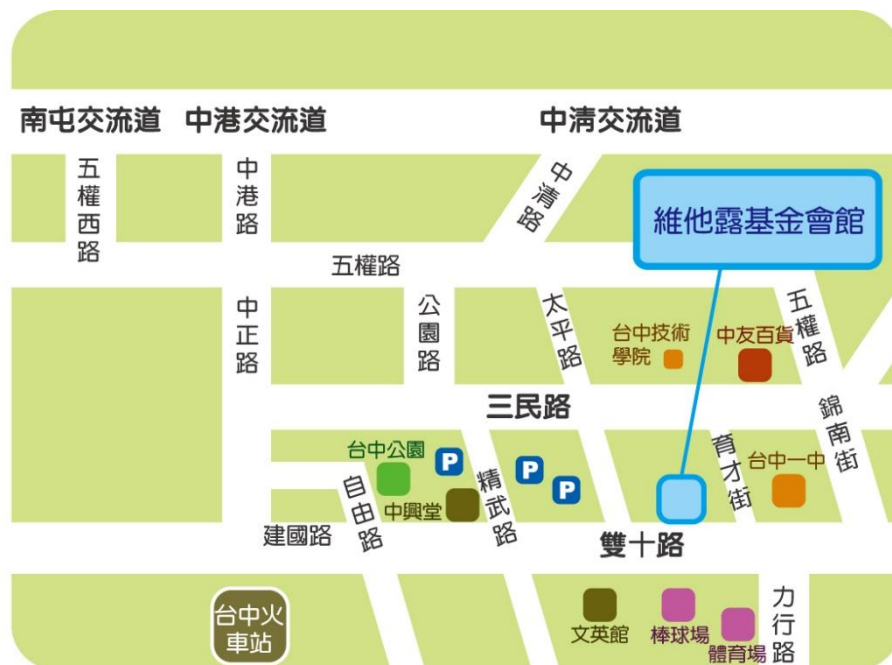 南屯交流道
中港交流道
中清交流道
五權西路
中港路
中清路
維他露基金會館
五權路
中正路
公園路
太平路
台中技術
學院
中友百貨
五權路
三民路
錦南街
台中公園
P
精武路
P
P
育才街
台中一中
自由路
中興堂
建國路
雙十路
台中火
車站
文英館
棒球場
體育場
力行路